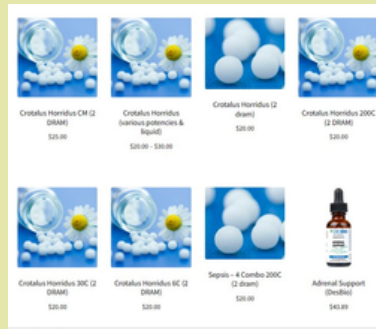 Crotalus Horridus CM (2
DRAM)
$25.00
Crotalus Horridus
(various potencies &
liquid)
$20.00 – $30.00
Crotalus Horridus (2
dram)
$20.00
Crotalus Horridus 200C
(2 DRAM)
$20.00
Crotalus Horridus 30C (2
DRAM)
$20.00
Crotalus Horridus 6C (2
DRAM)
$20.00
Sepsis – 4 Combo 200C
(2 dram)
$20.00
Adrenal Support
(DesBio)
$43.89